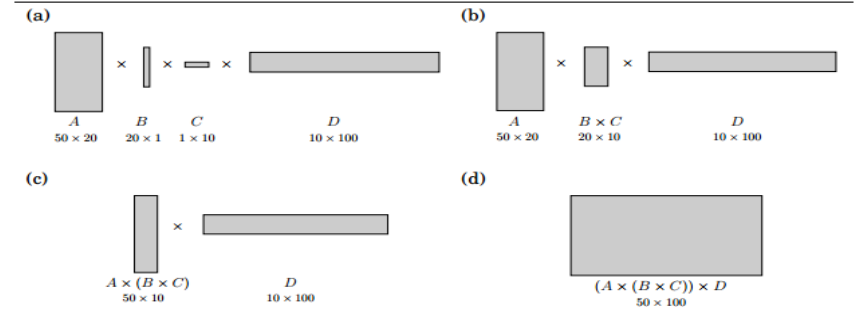 (a)
× × ×
A B C D
50 × 20 20 × 1 1 × 10 10 × 100
(b)
× ×
A B × C D
50 × 20 20 × 10 10 × 100
(c)
×
A × (B × C) D
50 × 10 10 × 100
(d)
(A × (B × C)) × D
50 × 100